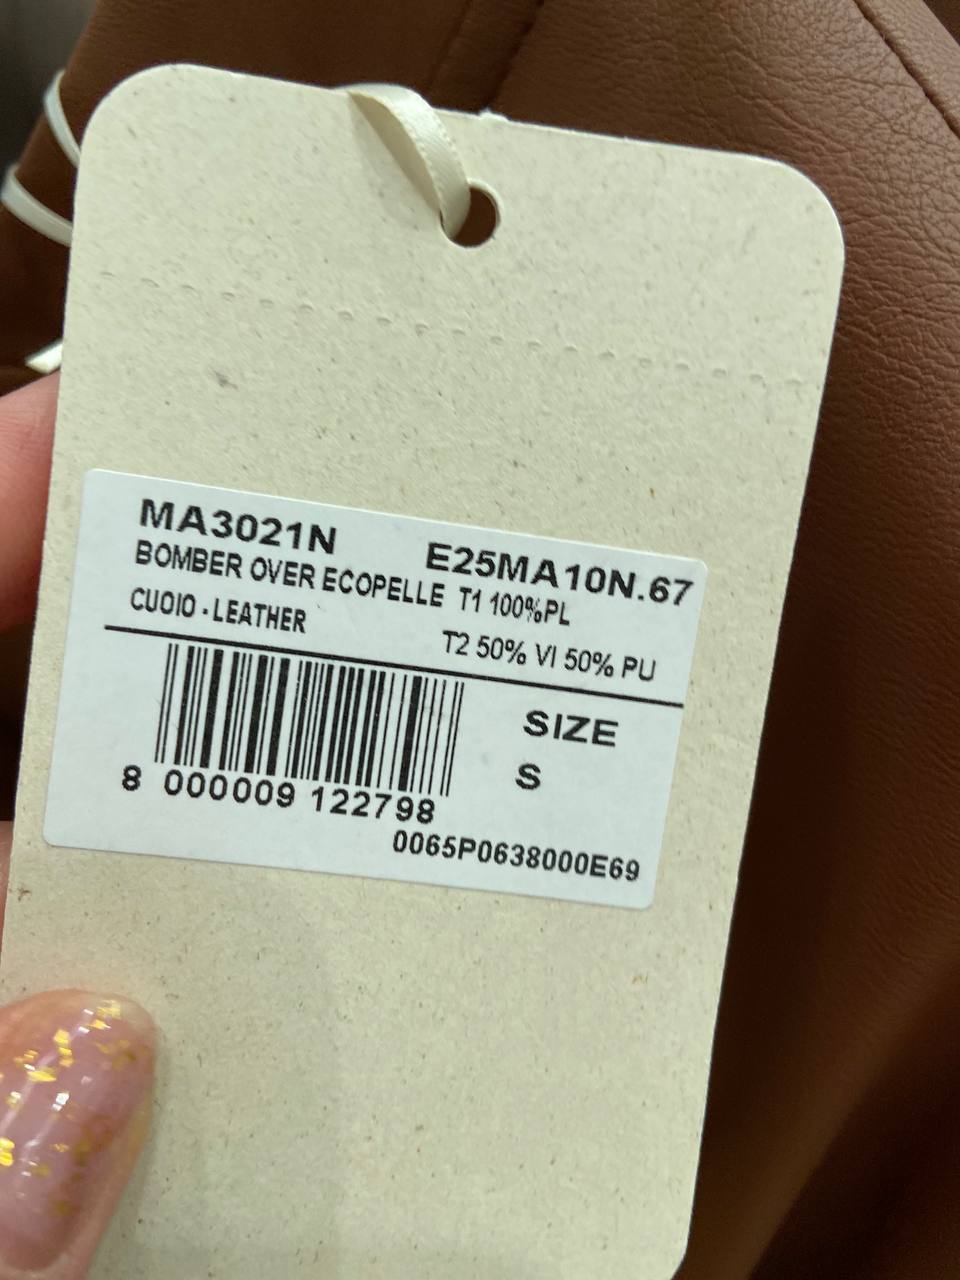 MA3021N E25MA10N.67
BOMBER OVER ECOPELLE T1 100%PL
CUOIO - LEATHER T2 50% VI 50% PU
SIZE
S
8 000009 122798
0065P0638000E69